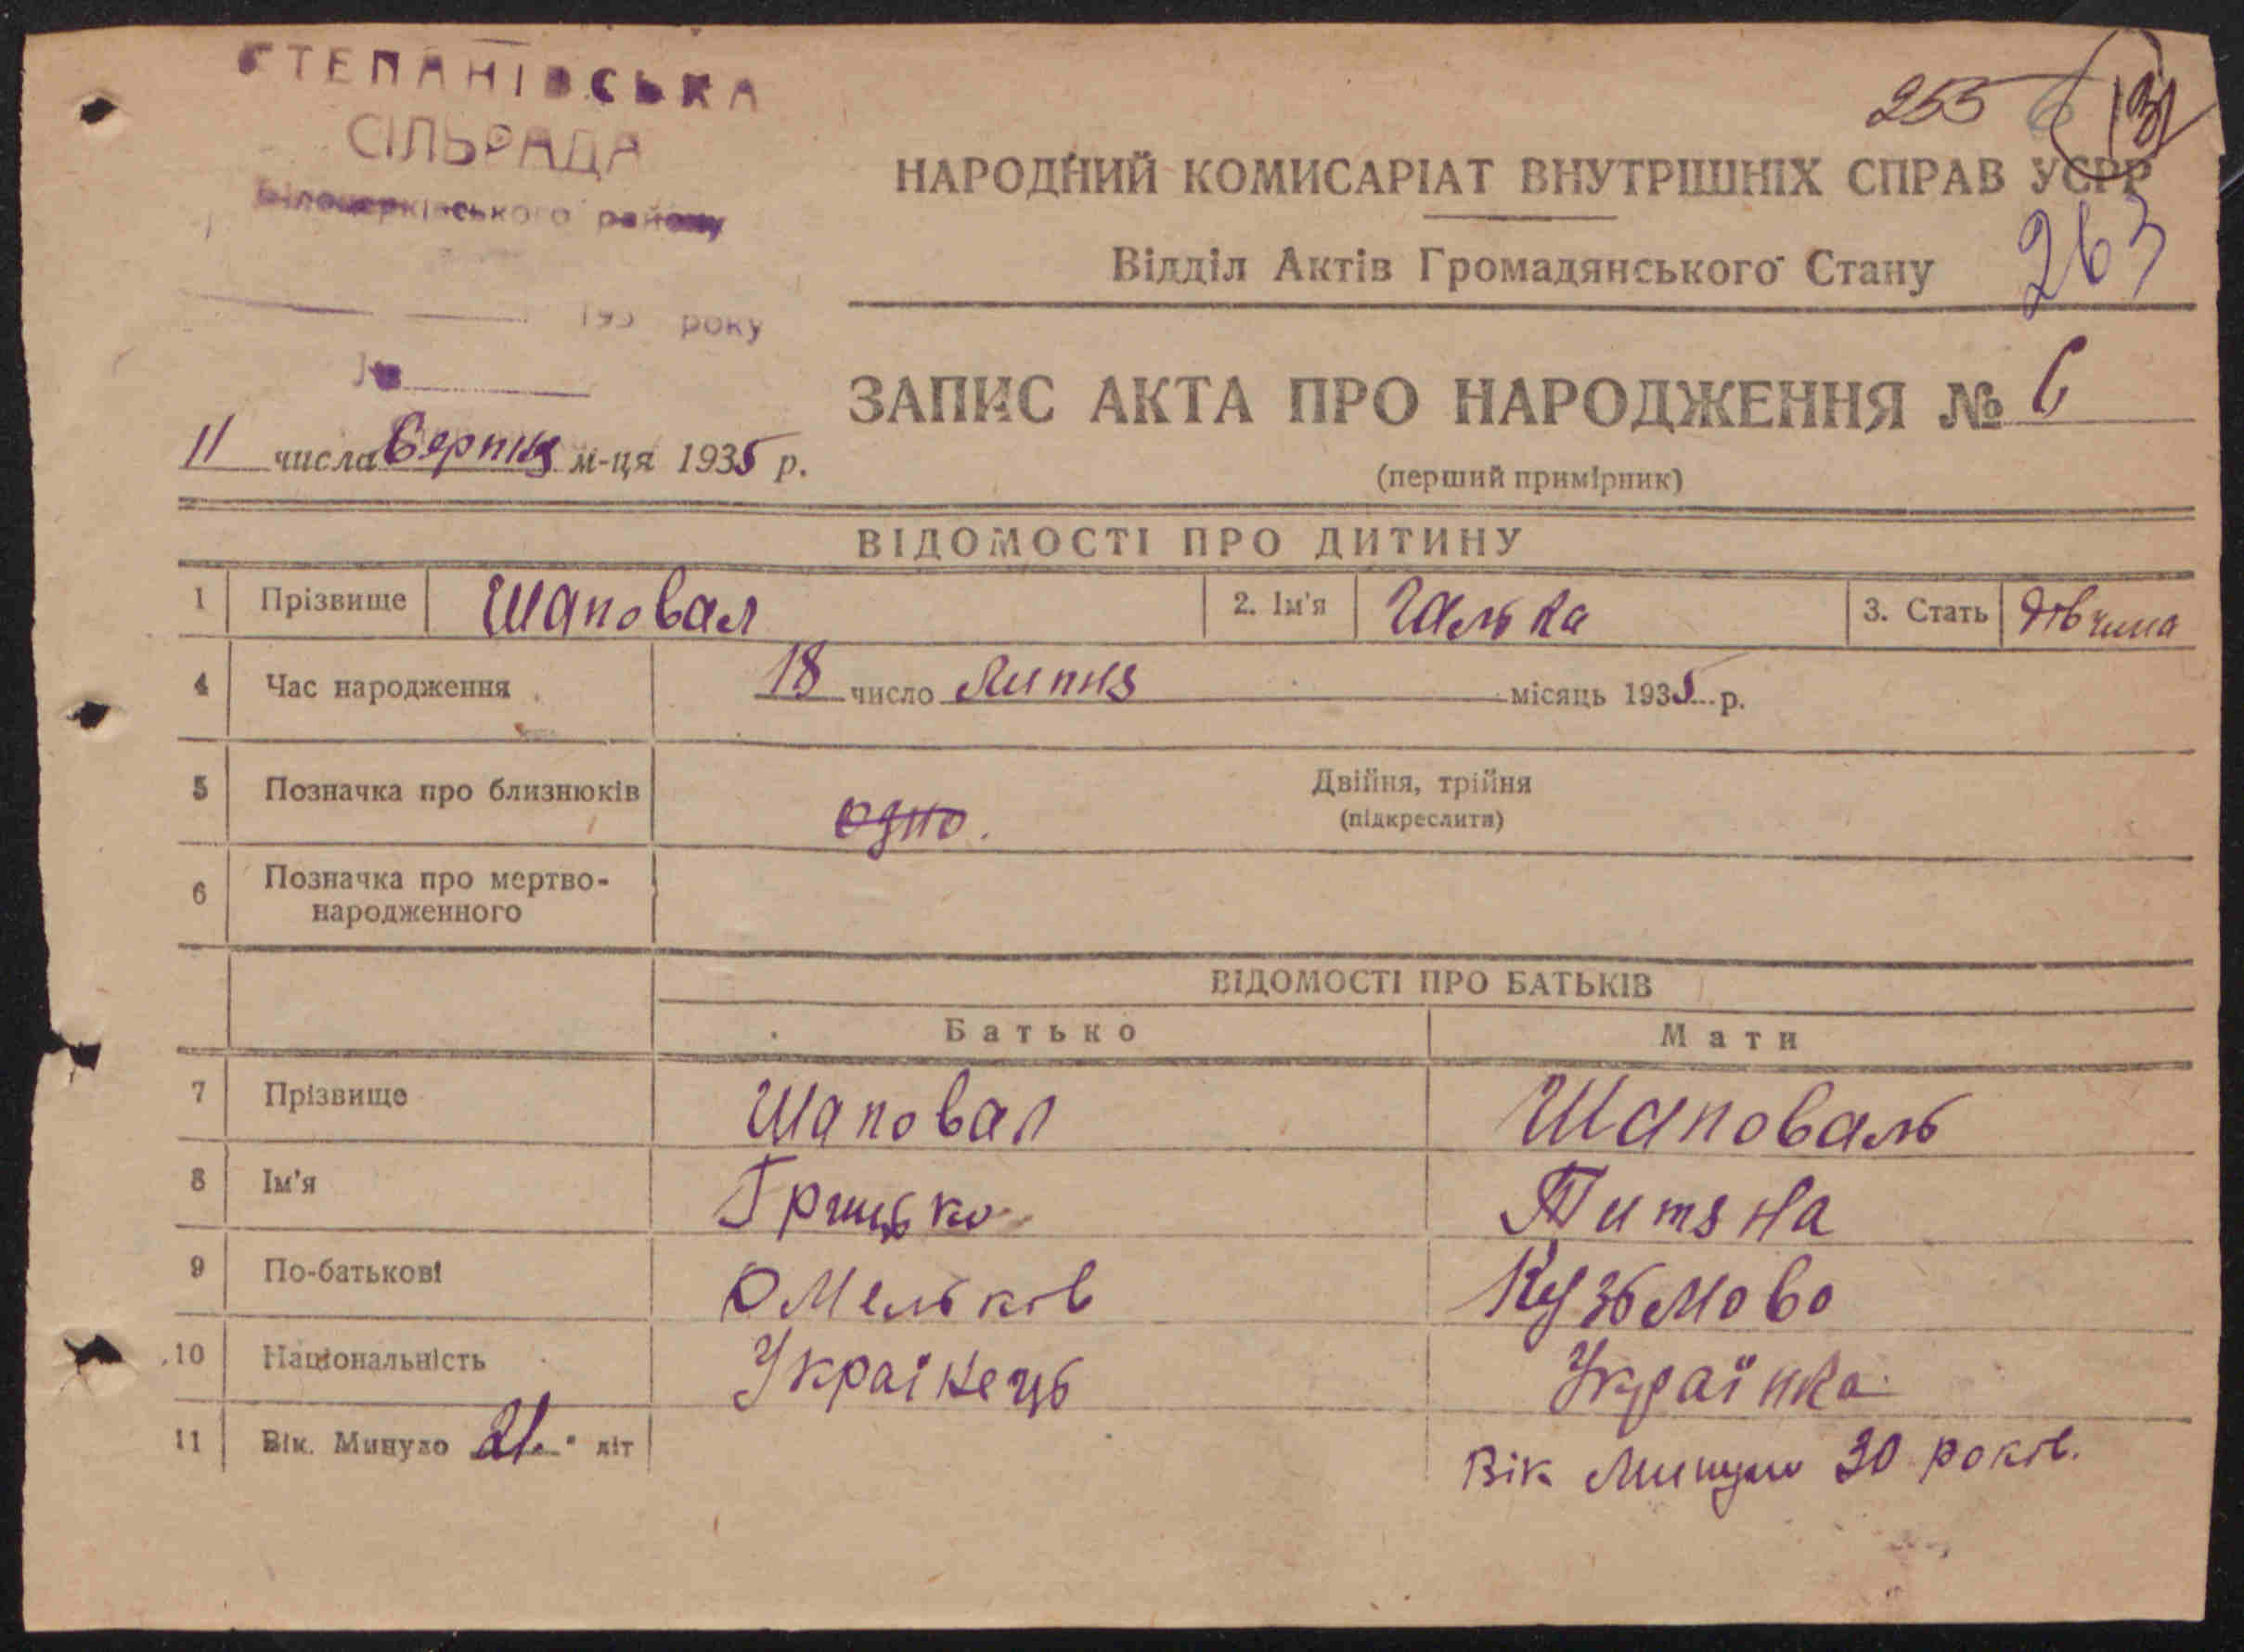 СТЕПАНІВСЬКА
СІЛЬРАДА
Білоцерківського району
193 року
№
255 6 131
НАРОДНИЙ КОМИСАРІАТ ВНУТРІШНІХ СПРАВ УСРР
263
Відділ Актів Громадянського Стану
ЗАПИС АКТА ПРО НАРОДЖЕННЯ № 6
11 числа Серпня м-ця 1935 р.
(перший примірник)
ВІДОМОСТІ ПРО ДИТИНУ
1 Прізвище Шаповал 2. Ім'я Галька 3. Стать дівчина
4 Час народження 18 число Липня місяць 1935 р.
5 Позначка про близнюків одно. Двійня, трійня
(підкреслити)
6 Позначка про мертво-
народженного
ВІДОМОСТІ ПРО БАТЬКІВ
Батько Мати
7 Прізвище Шаповал Шаповаль
8 Ім'я Грицько Титяна
9 По-батькові Омельків Кузьмово
10 Національність Українець Українка
11 Вік. Минуло 21 літ Вік Минуло 30 років.